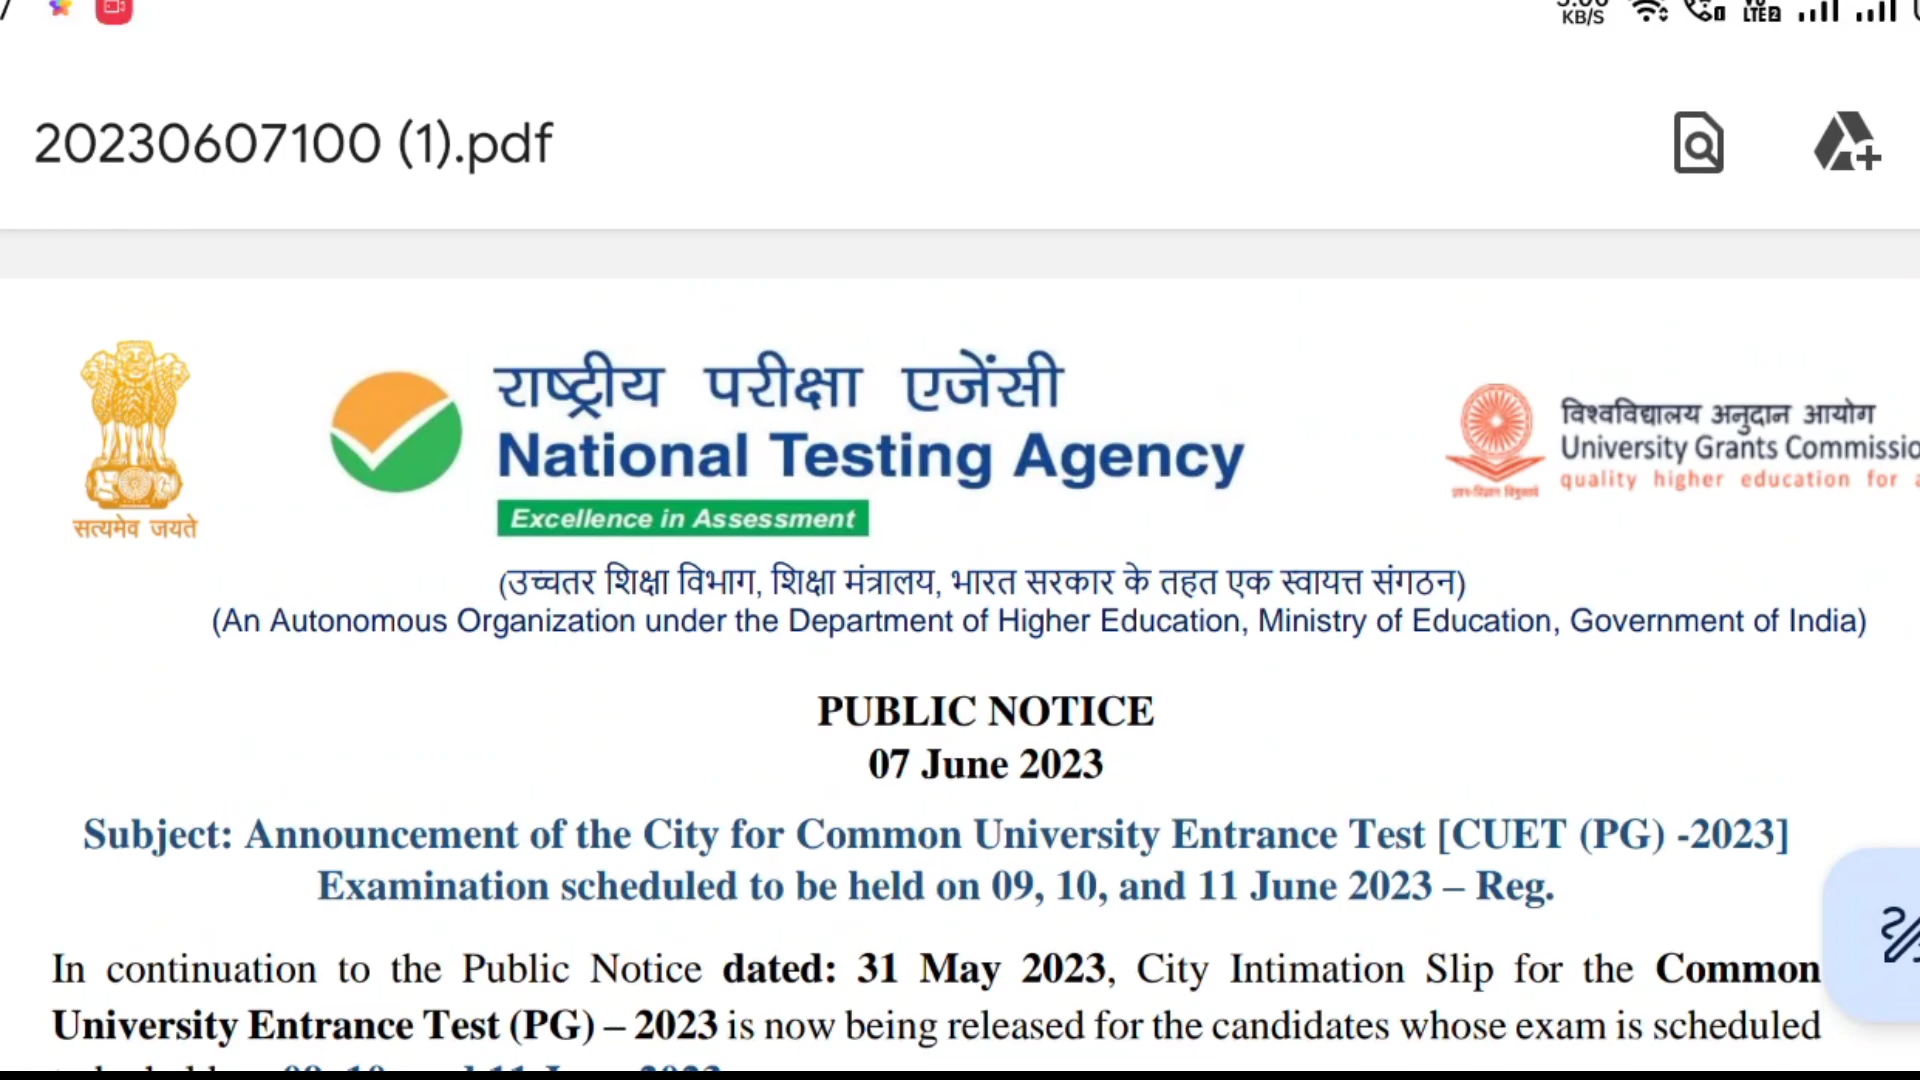 KB/S
LTE2
20230607100 (1).pdf
सत्यमेव जयते
राष्ट्रीय परीक्षा एजेंसी
National Testing Agency
Excellence in Assessment
विश्वविद्यालय अनुदान आयोग
University Grants Commissio
quality higher education for a
(उच्चतर शिक्षा विभाग, शिक्षा मंत्रालय, भारत सरकार के तहत एक स्वायत्त संगठन)
(An Autonomous Organization under the Department of Higher Education, Ministry of Education, Government of India)
PUBLIC NOTICE
07 June 2023
Subject: Announcement of the City for Common University Entrance Test [CUET (PG) -2023]
Examination scheduled to be held on 09, 10, and 11 June 2023 – Reg.
In continuation to the Public Notice dated: 31 May 2023, City Intimation Slip for the Common
University Entrance Test (PG) – 2023 is now being released for the candidates whose exam is scheduled